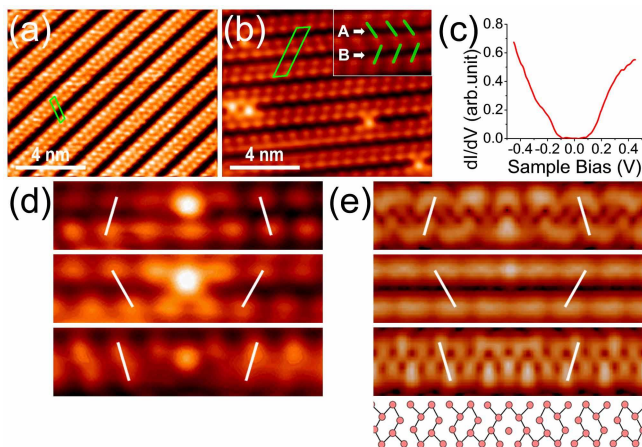 (a)
4 nm
(b)
A
B
4 nm
(c)
dI/dV (arb.unit)
0.8
0.6
0.4
0.2
0.0
-0.4 -0.2 0.0 0.2 0.4
Sample Bias (V)
(d)
(e)